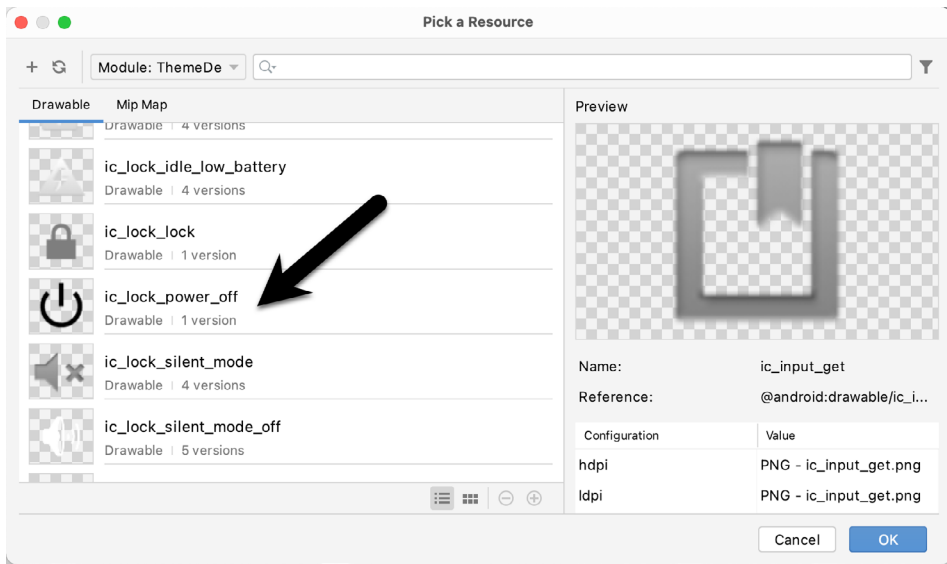 Pick a Resource
Module: ThemeDe
Drawable Mip Map
Drawable 4 versions
ic_lock_idle_low_battery
Drawable 4 versions
ic_lock_lock
Drawable 1 version
ic_lock_power_off
Drawable 1 version
ic_lock_silent_mode
Drawable 4 versions
ic_lock_silent_mode_off
Drawable 5 versions
Preview
Name: ic_input_get
Reference: @android:drawable/ic_i...
Configuration Value
hdpi PNG - ic_input_get.png
ldpi PNG - ic_input_get.png
Cancel OK